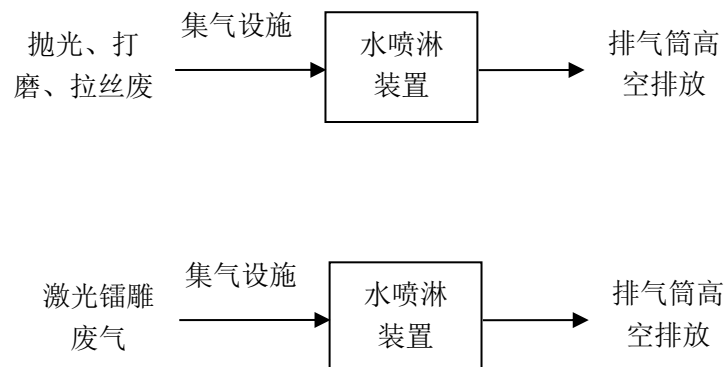 集气设施
抛光、打
磨、拉丝废
水喷淋
装置
排气筒高
空排放
集气设施
激光镭雕
废气
水喷淋
装置
排气筒高
空排放